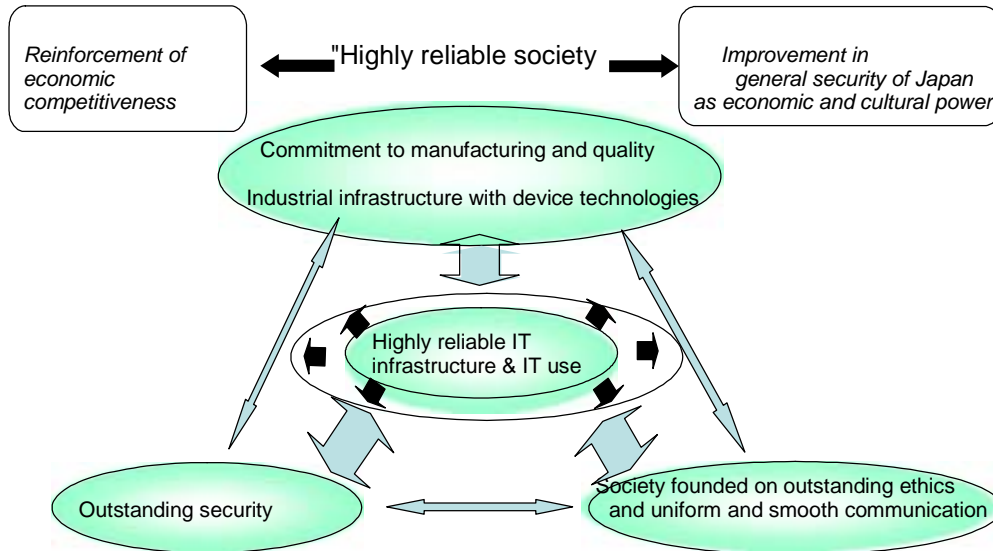 Reinforcement of
economic
competitiveness
"Highly reliable society
Improvement in
general security of Japan
as economic and cultural power
Commitment to manufacturing and quality
Industrial infrastructure with device technologies
Highly reliable IT
infrastructure & IT use
Outstanding security
Society founded on outstanding ethics
and uniform and smooth communication